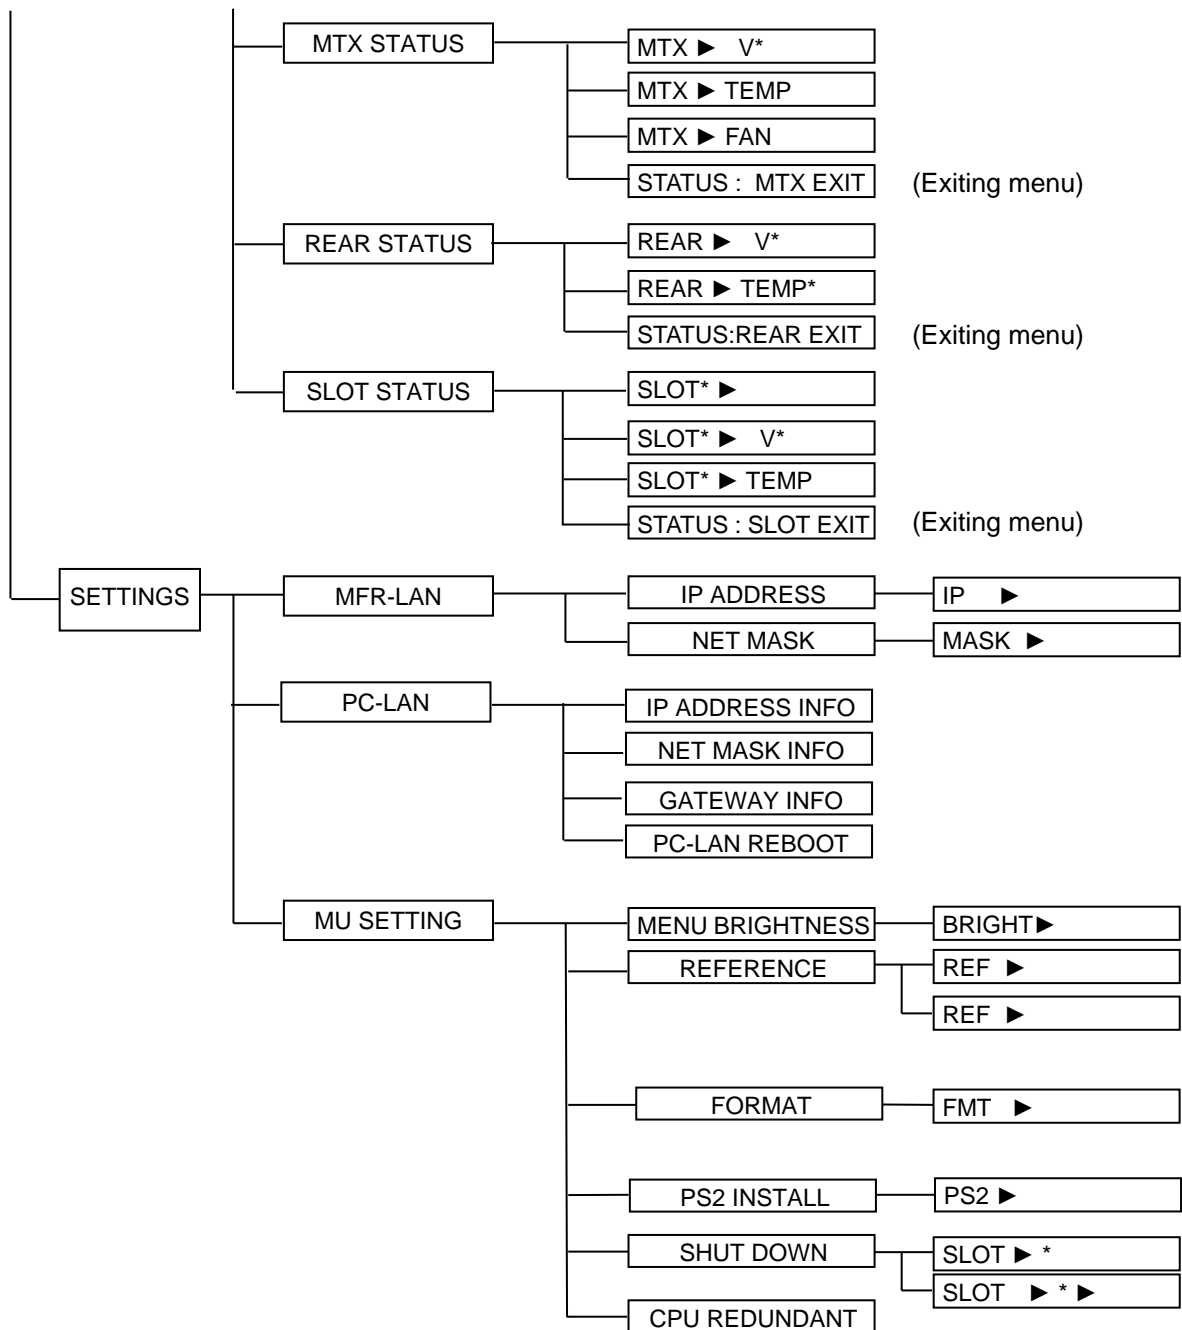 MTX STATUS
MTX ► V*
MTX ► TEMP
MTX ► FAN
STATUS : MTX EXIT (Exiting menu)
REAR STATUS
REAR ► V*
REAR ► TEMP*
STATUS:REAR EXIT (Exiting menu)
SLOT STATUS
SLOT* ►
SLOT* ► V*
SLOT* ► TEMP
STATUS : SLOT EXIT (Exiting menu)
SETTINGS
MFR-LAN
IP ADDRESS
IP ►
NET MASK
MASK ►
PC-LAN
IP ADDRESS INFO
NET MASK INFO
GATEWAY INFO
PC-LAN REBOOT
MU SETTING
MENU BRIGHTNESS
BRIGHT►
REFERENCE
REF ►
REF ►
FORMAT
FMT ►
PS2 INSTALL
PS2 ►
SHUT DOWN
SLOT ► *
SLOT ► * ►
CPU REDUNDANT